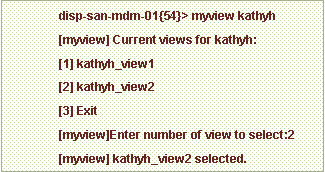 disp-san-mdm-01{54}> myview kathyh
[myview] Current views for kathyh:
[1] kathyh_view1
[2] kathyh_view2
[3] Exit
[myview]Enter number of view to select:2
[myview] kathyh_view2 selected.